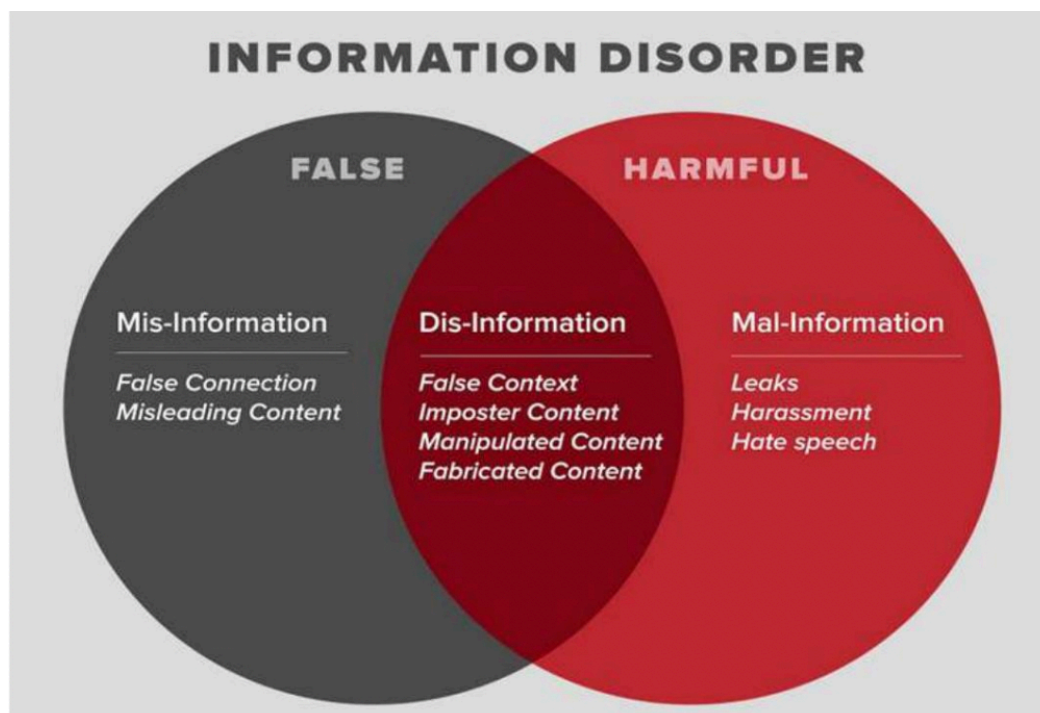 INFORMATION DISORDER
FALSE
HARMFUL
Mis-Information
False Connection
Misleading Content
Dis-Information
False Context
Imposter Content
Manipulated Content
Fabricated Content
Mal-Information
Leaks
Harassment
Hate speech